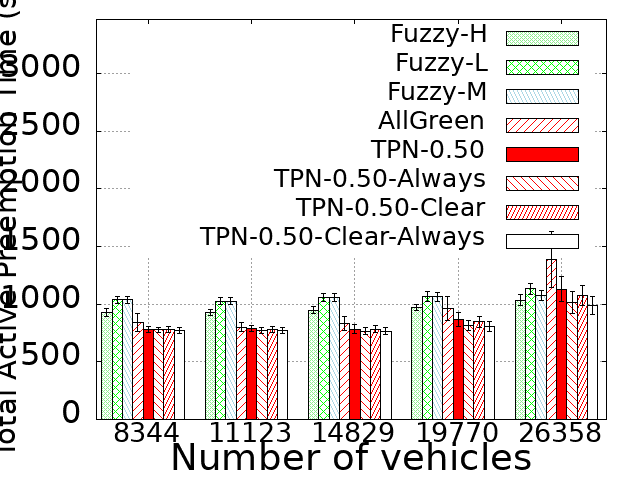 Total Active Preemption Time (s
3000
2500
2000
1500
1000
500
0
Fuzzy-H
Fuzzy-L
Fuzzy-M
AllGreen
TPN-0.50
TPN-0.50-Always
TPN-0.50-Clear
TPN-0.50-Clear-Always
8344 11123 14829 19770 26358
Number of vehicles